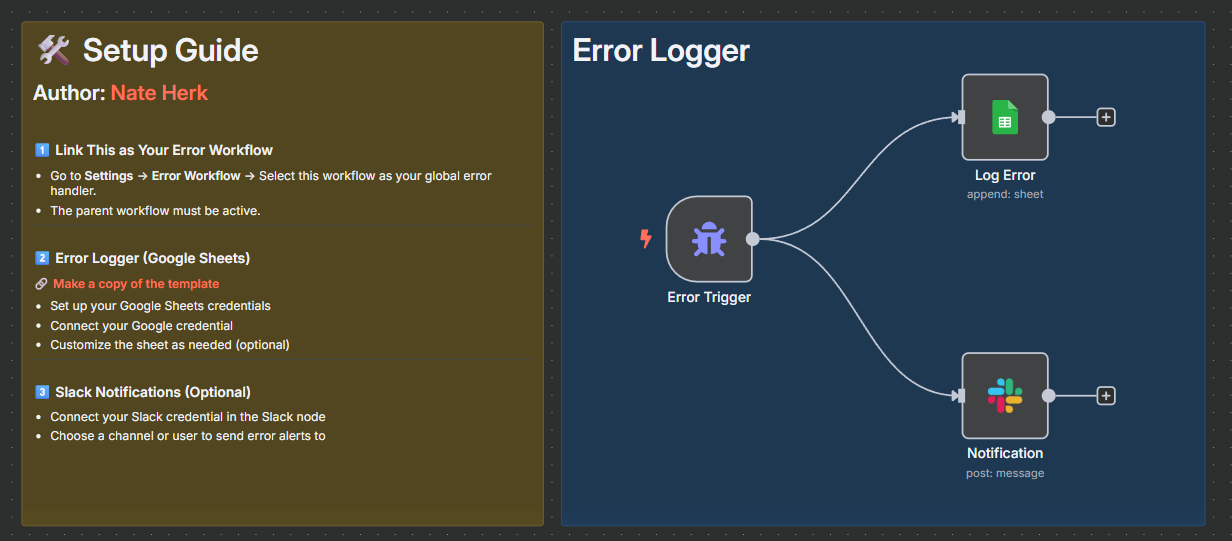 🛠️ Setup Guide
Author: Nate Herk
1️⃣ Link This as Your Error Workflow
• Go to Settings → Error Workflow → Select this workflow as your global error
handler.
• The parent workflow must be active.
2️⃣ Error Logger (Google Sheets)
🔗 Make a copy of the template
• Set up your Google Sheets credentials
• Connect your Google credential
• Customize the sheet as needed (optional)
3️⃣ Slack Notifications (Optional)
• Connect your Slack credential in the Slack node
• Choose a channel or user to send error alerts to
Error Logger
Log Error
append: sheet
Error Trigger
Notification
post: message